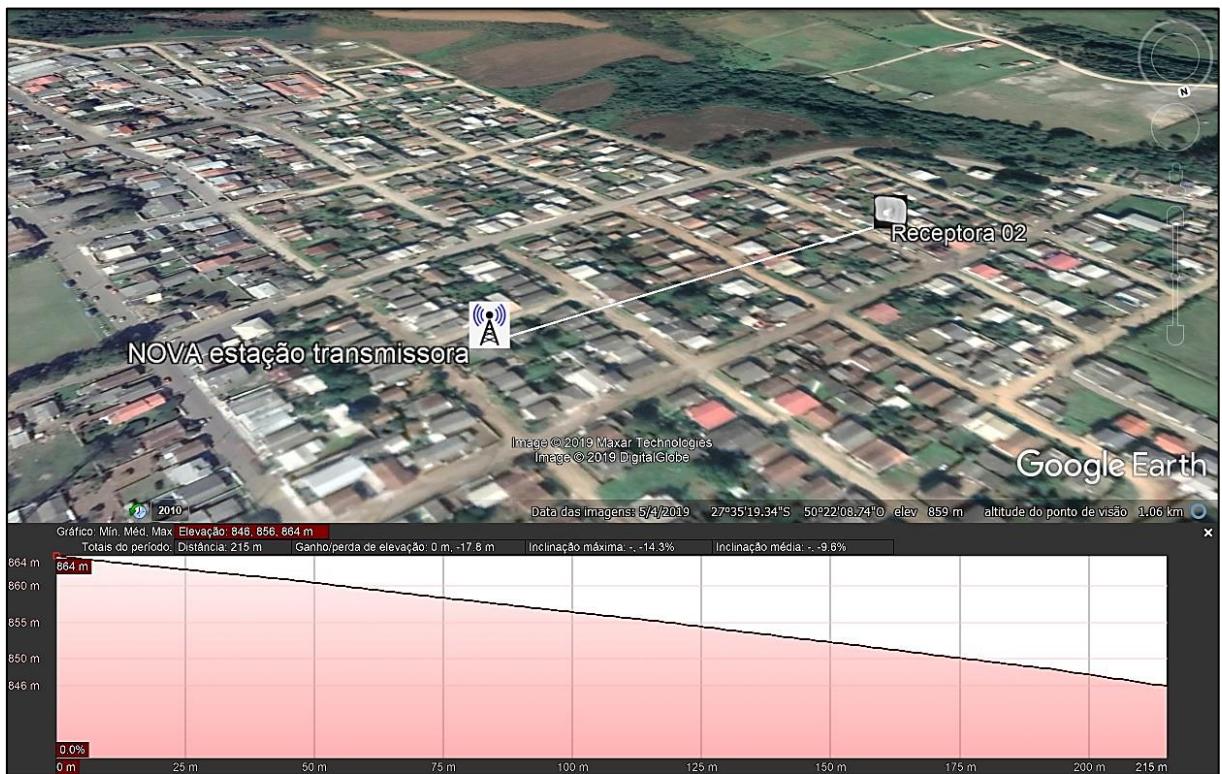 N
Receptora 02
NOVA estação transmissora
Image © 2019 Maxar Technologies
Image © 2019 DigitalGlobe
Google Earth
2010
Data das imagens: 5/4/2019 27°35'19.34"S 50°22'08.74"O elev 859 m altitude do ponto de visão 1.06 km
Gráfico: Mín, Méd, Max Elevação: 846, 856, 864 m
Totais do período: Distância: 215 m Ganho/perda de elevação: 0 m, -17.8 m Inclinação máxima: -, -14.3% Inclinação média: -, -9.6%
864 m
864 m
860 m
855 m
850 m
846 m
0.0%
0 m 25 m 50 m 75 m 100 m 125 m 150 m 175 m 200 m 215 m